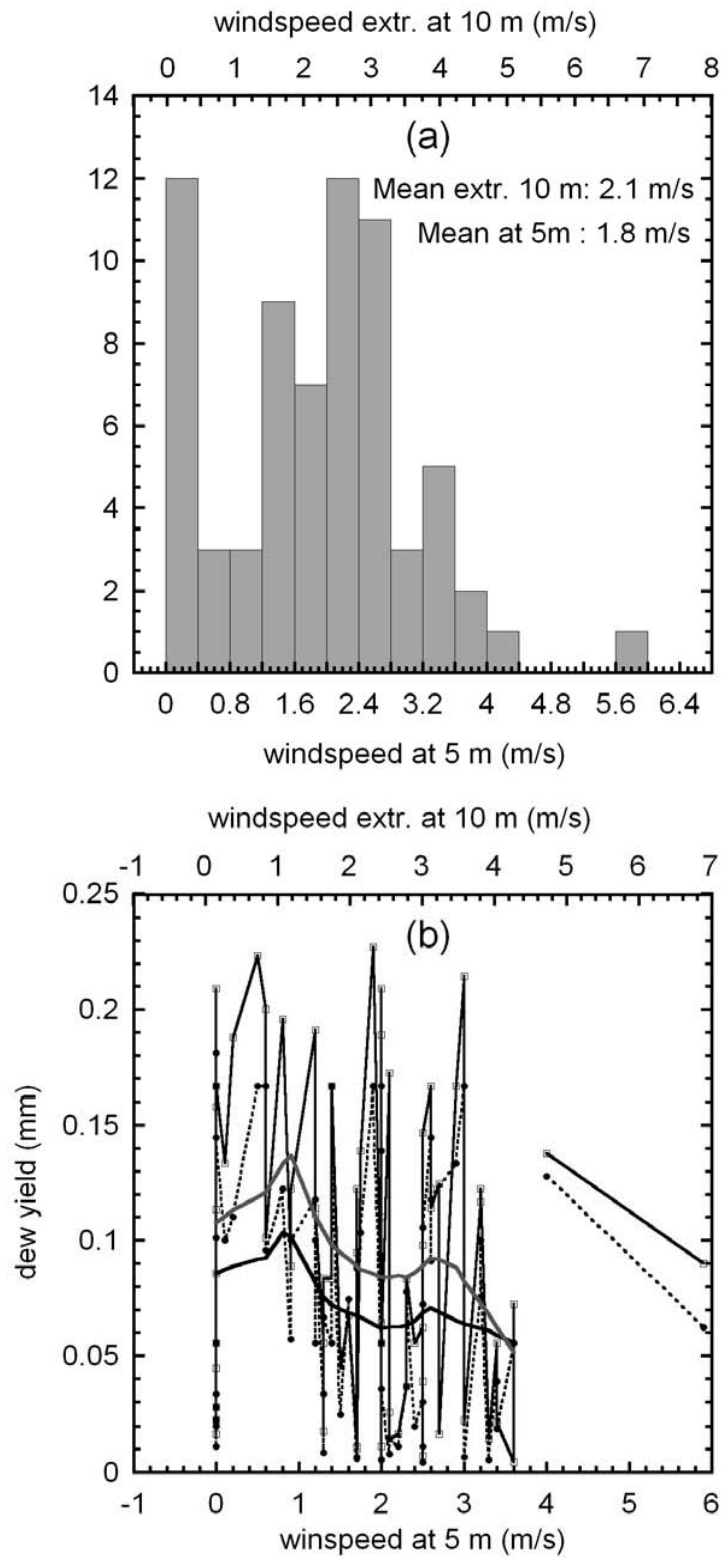 windspeed extr. at 10 m (m/s)
0 1 2 3 4 5 6 7 8
14
(a)
Mean extr. 10 m: 2.1 m/s
12
Mean at 5m : 1.8 m/s
10
8
6
4
2
0
0 0.8 1.6 2.4 3.2 4 4.8 5.6 6.4
windspeed at 5 m (m/s)
windspeed extr. at 10 m (m/s)
-1 0 1 2 3 4 5 6 7
0.25
(b)
0.2
0.15
dew yield (mm)
0.1
0.05
0
-1 0 1 2 3 4 5 6
winspeed at 5 m (m/s)